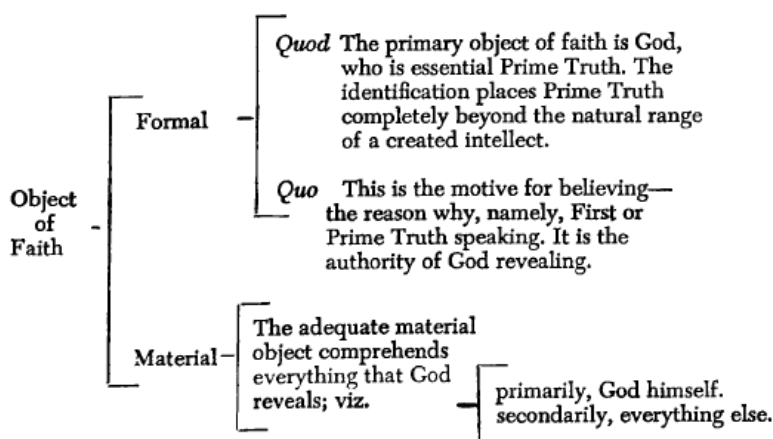 Object
of
Faith
Formal
Quod The primary object of faith is God,
who is essential Prime Truth. The
identification places Prime Truth
completely beyond the natural range
of a created intellect.
Quo This is the motive for believing—
the reason why, namely, First or
Prime Truth speaking. It is the
authority of God revealing.
Material
The adequate material
object comprehends
everything that God
reveals; viz.
primarily, God himself.
secondarily, everything else.